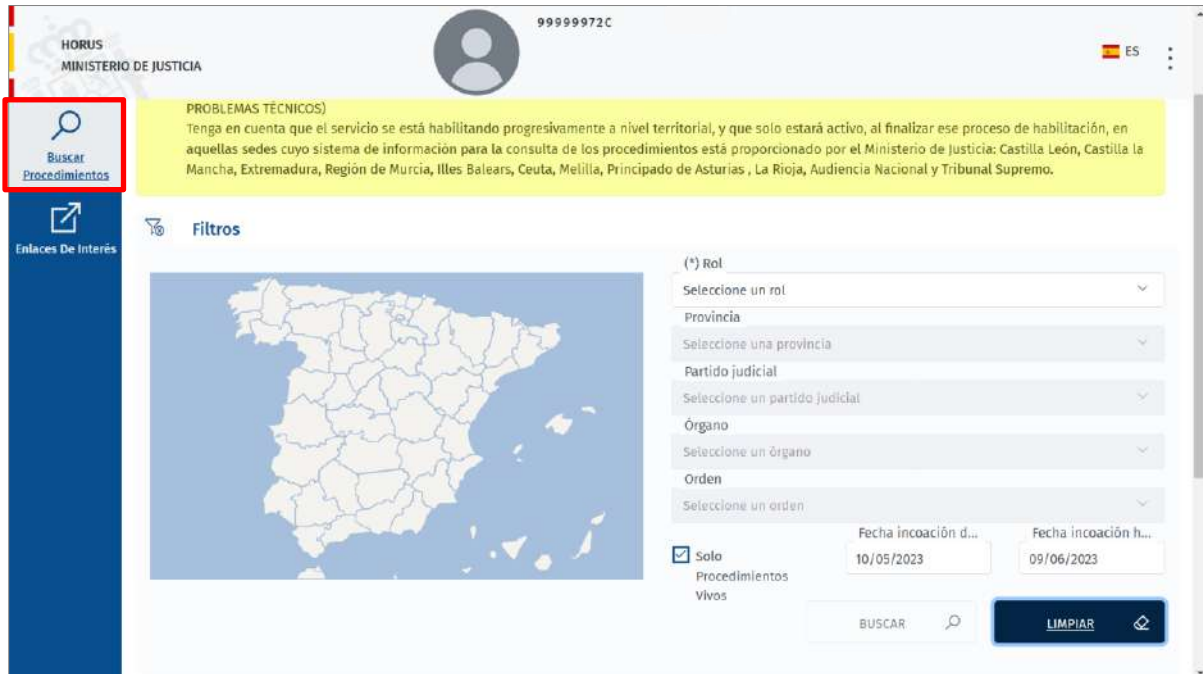 99999972C
HORUS
MINISTERIO DE JUSTICIA
ES
Buscar
Procedimientos
Enlaces De Interés
PROBLEMAS TÉCNICOS)
Tenga en cuenta que el servicio se está habilitando progresivamente a nivel territorial, y que solo estará activo, al finalizar ese proceso de habilitación, en
aquellas sedes cuyo sistema de información para la consulta de los procedimientos está proporcionado por el Ministerio de Justicia: Castilla León, Castilla la
Mancha, Extremadura, Región de Murcia, Illes Balears, Ceuta, Melilla, Principado de Asturias , La Rioja, Audiencia Nacional y Tribunal Supremo.
Filtros
(*) Rol
Seleccione un rol
Provincia
Seleccione una provincia
Partido judicial
Seleccione un partido judicial
Órgano
Seleccione un órgano
Orden
Seleccione un orden
Solo
Procedimientos
Vivos
Fecha incoación d...
10/05/2023
Fecha incoación h...
09/06/2023
BUSCAR
LIMPIAR